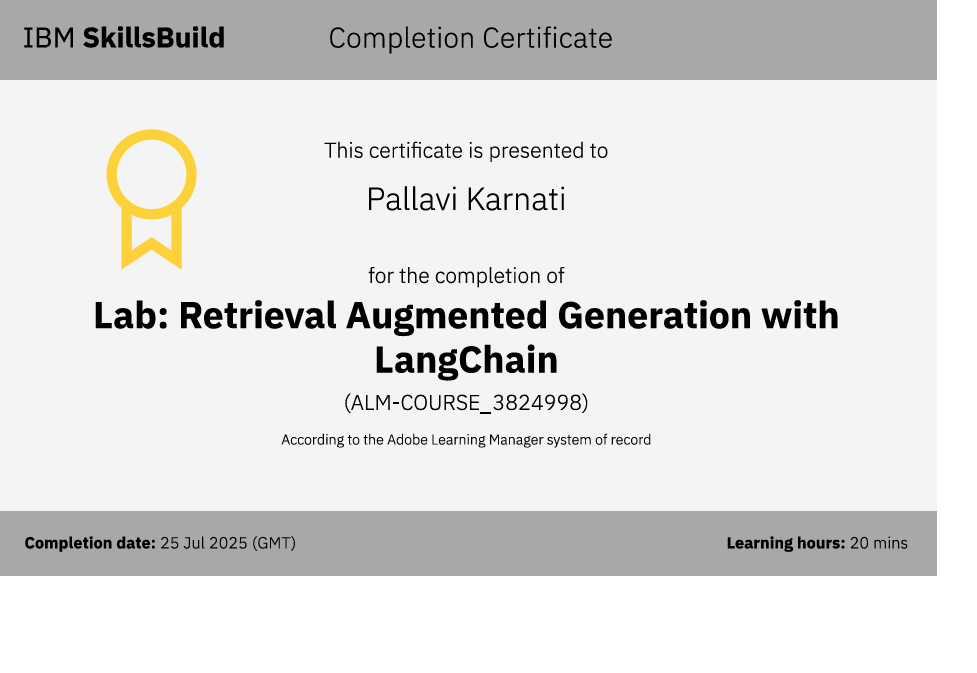 IBM SkillsBuild
Completion Certificate
This certificate is presented to
Pallavi Karnati
for the completion of
Lab: Retrieval Augmented Generation with
LangChain
(ALM-COURSE_3824998)
According to the Adobe Learning Manager system of record
Completion date: 25 Jul 2025 (GMT)
Learning hours: 20 mins